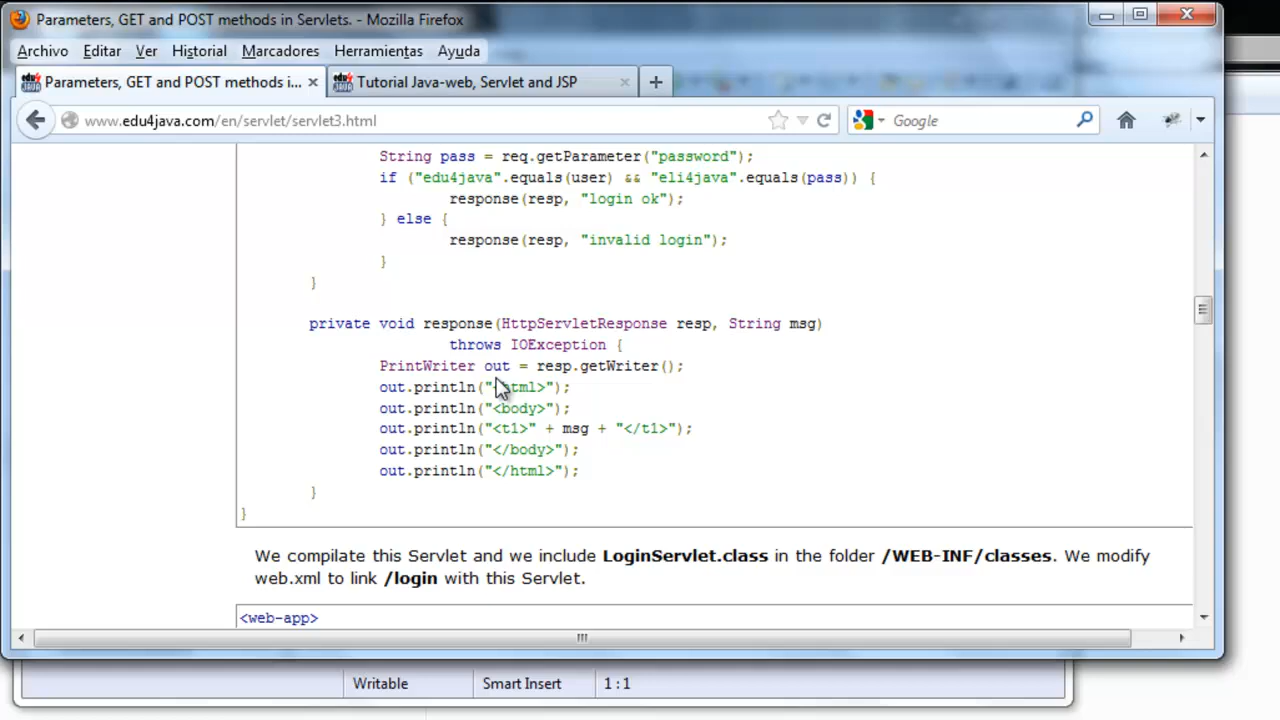 Parameters, GET and POST methods in Servlets. - Mozilla Firefox
Archivo Editar Ver Historial Marcadores Herramientas Ayuda
Parameters, GET and POST methods i... Tutorial Java-web, Servlet and JSP
www.edu4java.com/en/servlet/servlet3.html Google
String pass = req.getParameter("password");
if ("edu4java".equals(user) && "eli4java".equals(pass)) {
response(resp, "login ok");
} else {
response(resp, "invalid login");
}
}
private void response(HttpServletResponse resp, String msg)
throws IOException {
PrintWriter out = resp.getWriter();
out.println("<html>");
out.println("<body>");
out.println("<t1>" + msg + "</t1>");
out.println("</body>");
out.println("</html>");
}
}
We compilate this Servlet and we include LoginServlet.class in the folder /WEB-INF/classes. We modify
web.xml to link /login with this Servlet.
<web-app>
Writable Smart Insert 1 : 1